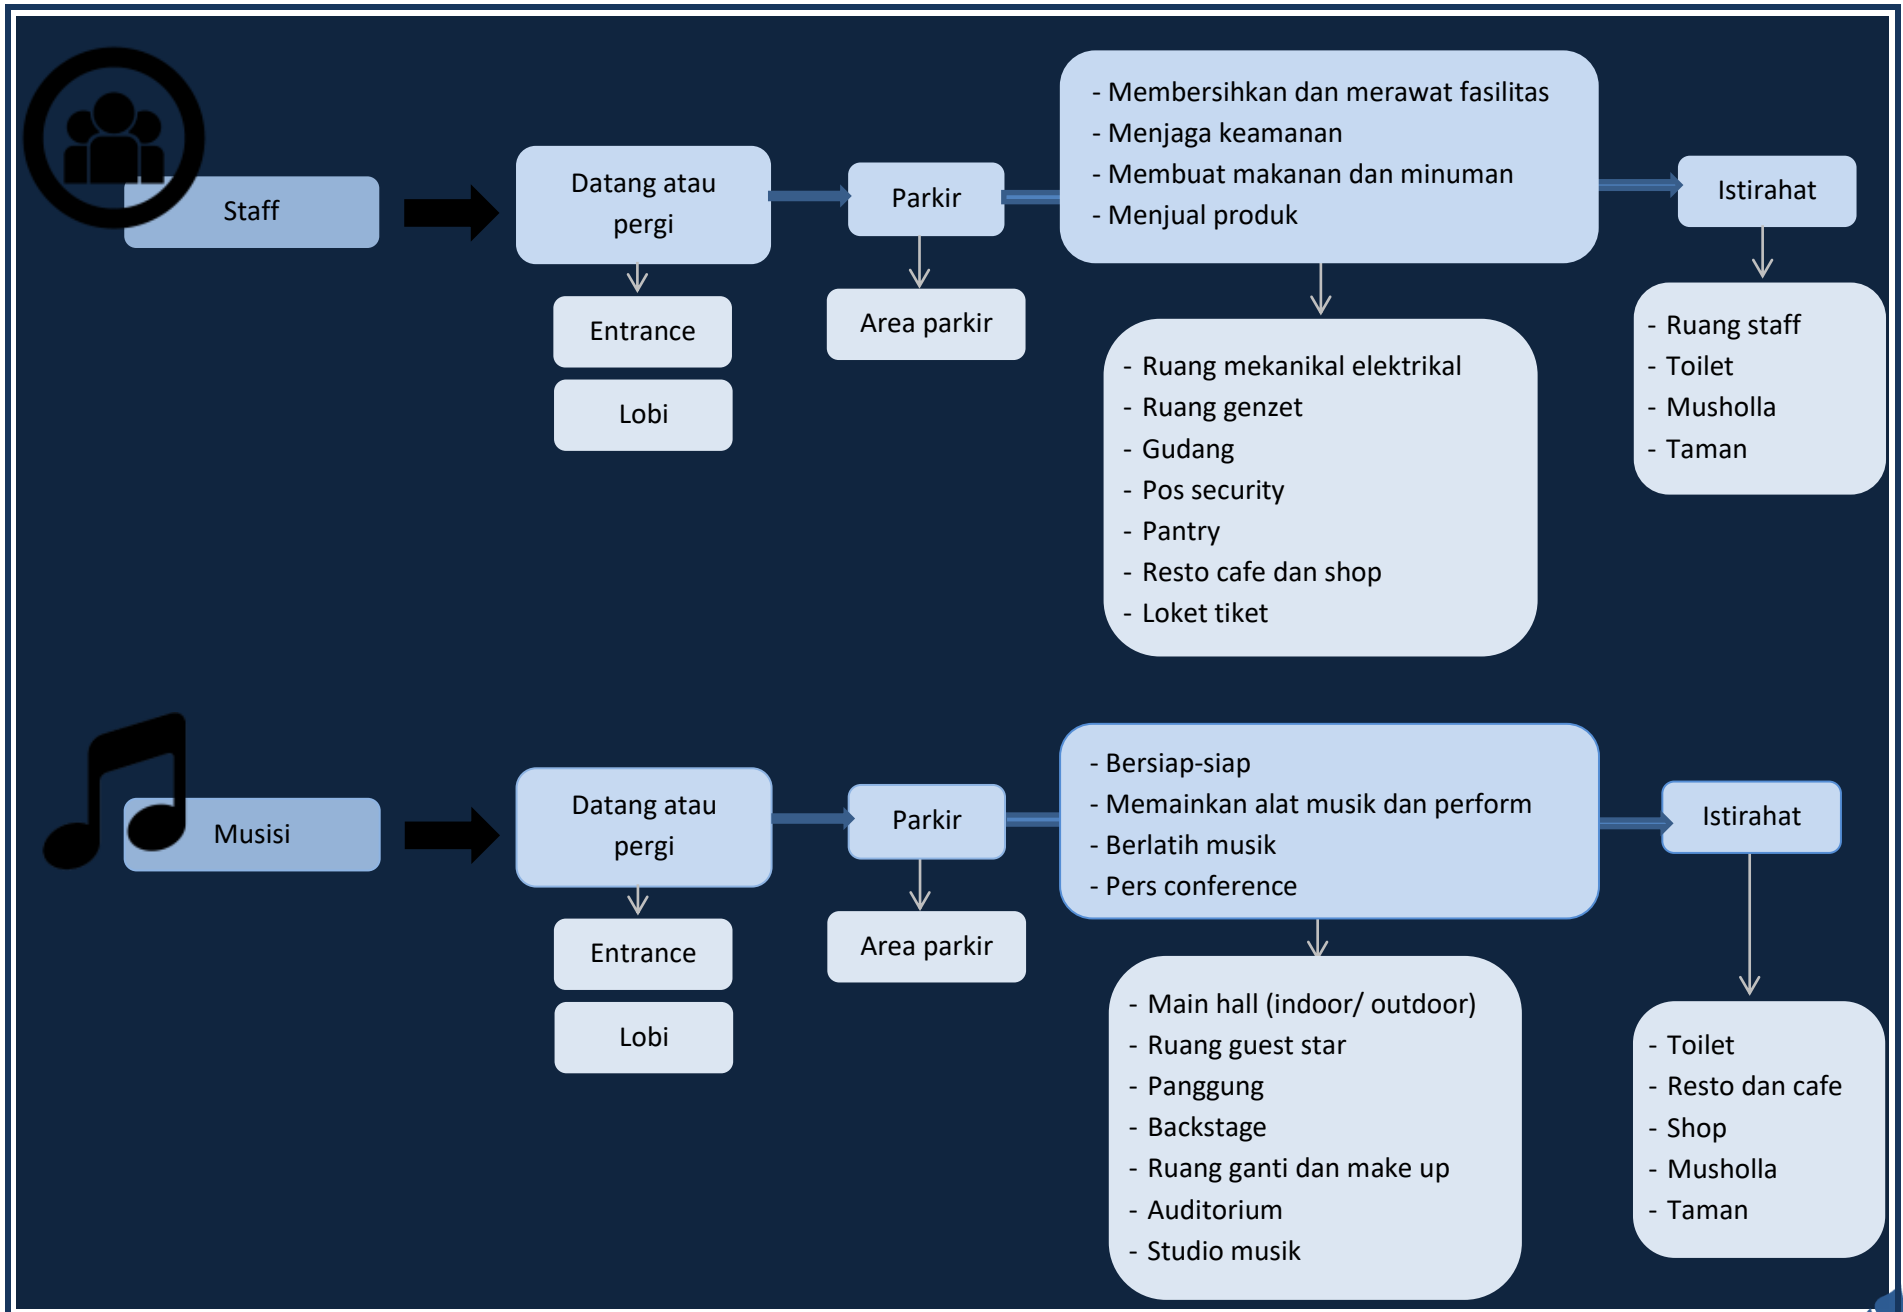 Staff
Datang atau
pergi
Entrance
Lobi
Parkir
Area parkir
- Membersihkan dan merawat fasilitas
- Menjaga keamanan
- Membuat makanan dan minuman
- Menjual produk
- Ruang mekanikal elektrikal
- Ruang genzet
- Gudang
- Pos security
- Pantry
- Resto cafe dan shop
- Loket tiket
Istirahat
- Ruang staff
- Toilet
- Musholla
- Taman
Musisi
Datang atau
pergi
Entrance
Lobi
Parkir
Area parkir
- Bersiap-siap
- Memainkan alat musik dan perform
- Berlatih musik
- Pers conference
- Main hall (indoor/ outdoor)
- Ruang guest star
- Panggung
- Backstage
- Ruang ganti dan make up
- Auditorium
- Studio musik
Istirahat
- Toilet
- Resto dan cafe
- Shop
- Musholla
- Taman